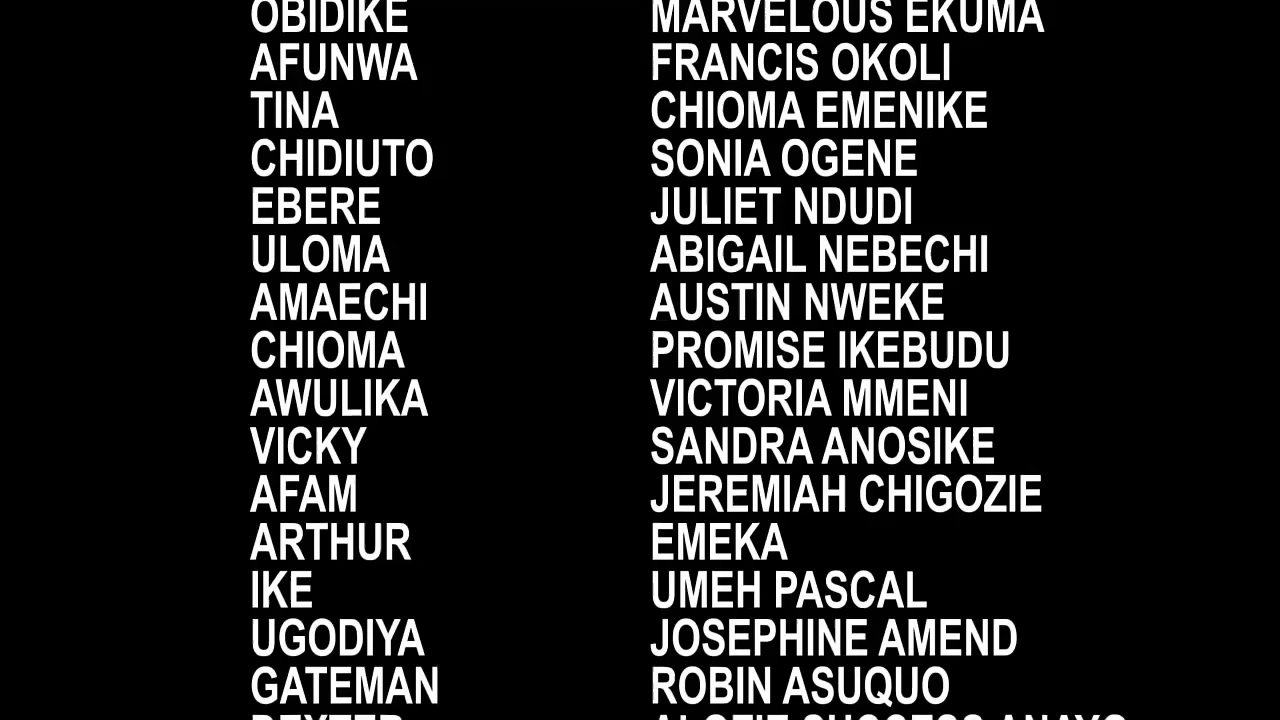 OBIDIKE MARVELOUS EKUMA
AFUNWA FRANCIS OKOLI
TINA CHIOMA EMENIKE
CHIDIUTO SONIA OGENE
EBERE JULIET NDUDI
ULOMA ABIGAIL NEBECHI
AMAECHI AUSTIN NWEKE
CHIOMA PROMISE IKEBUDU
AWULIKA VICTORIA MMENI
VICKY SANDRA ANOSIKE
AFAM JEREMIAH CHIGOZIE
ARTHUR EMEKA
IKE UMEH PASCAL
UGODIYA JOSEPHINE AMEND
GATEMAN ROBIN ASUQUO
DEXTER SUCCESS